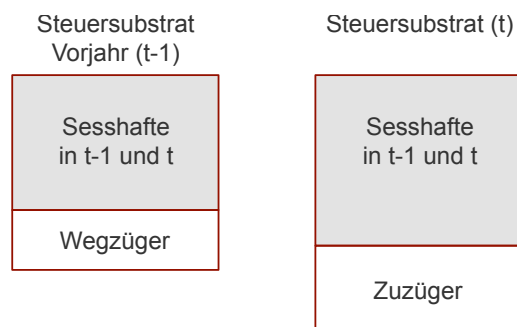 Steuersubstrat
Vorjahr (t-1)
Sesshafte
in t-1 und t
Wegzüger
Steuersubstrat (t)
Sesshafte
in t-1 und t
Zuzüger